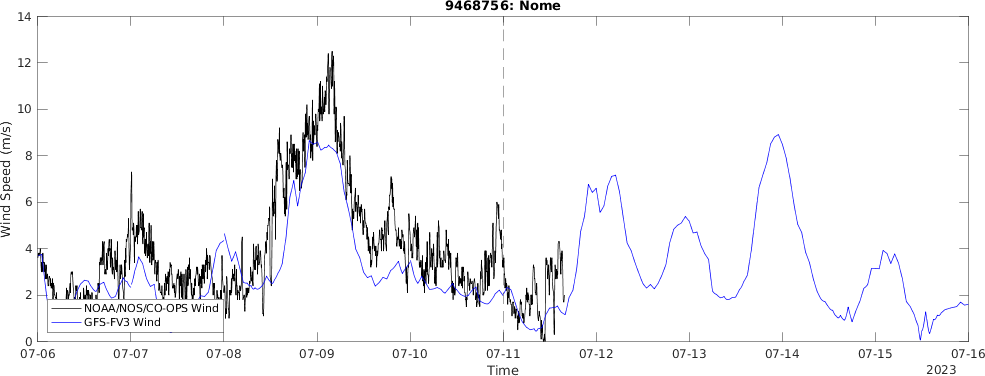 9468756: Nome
14
12
10
8
6
4
2
0
Wind Speed (m/s)
NOAA/NOS/CO-OPS Wind
GFS-FV3 Wind
07-06 07-07 07-08 07-09 07-10 07-11 07-12 07-13 07-14 07-15 07-16
Time
2023